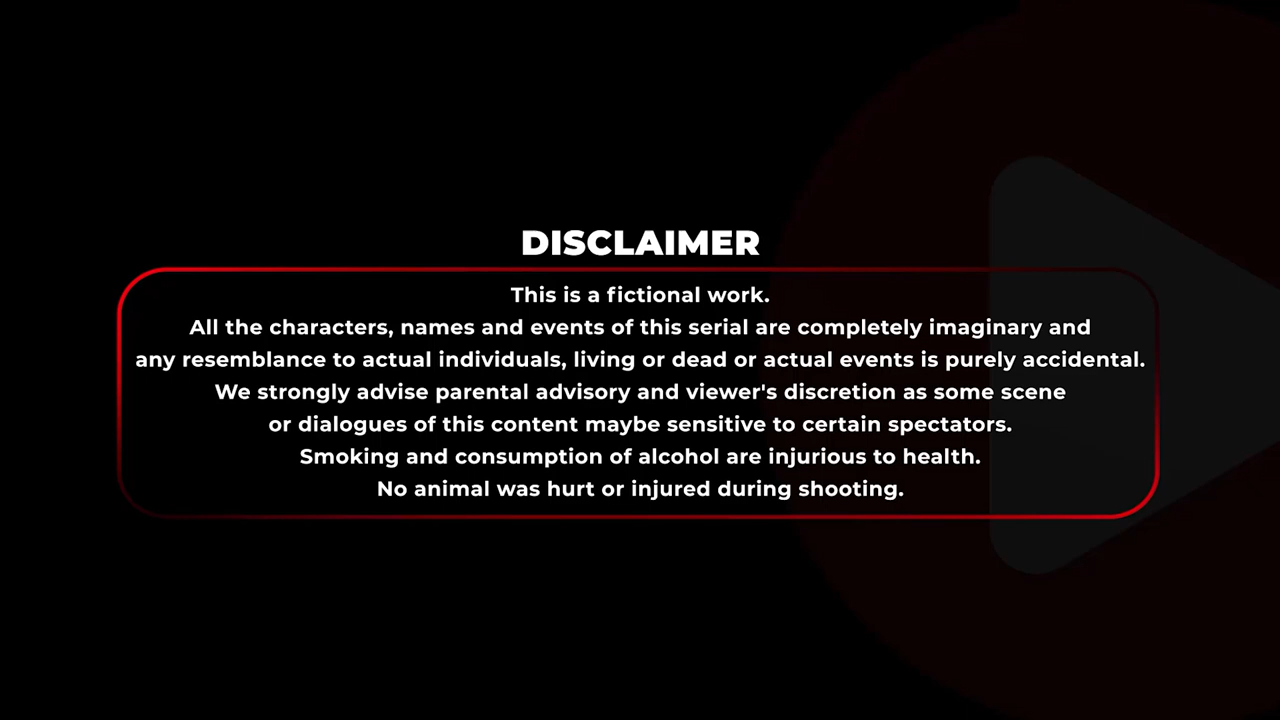 DISCLAIMER
This is a fictional work.
All the characters, names and events of this serial are completely imaginary and
any resemblance to actual individuals, living or dead or actual events is purely accidental.
We strongly advise parental advisory and viewer's discretion as some scene
or dialogues of this content maybe sensitive to certain spectators.
Smoking and consumption of alcohol are injurious to health.
No animal was hurt or injured during shooting.